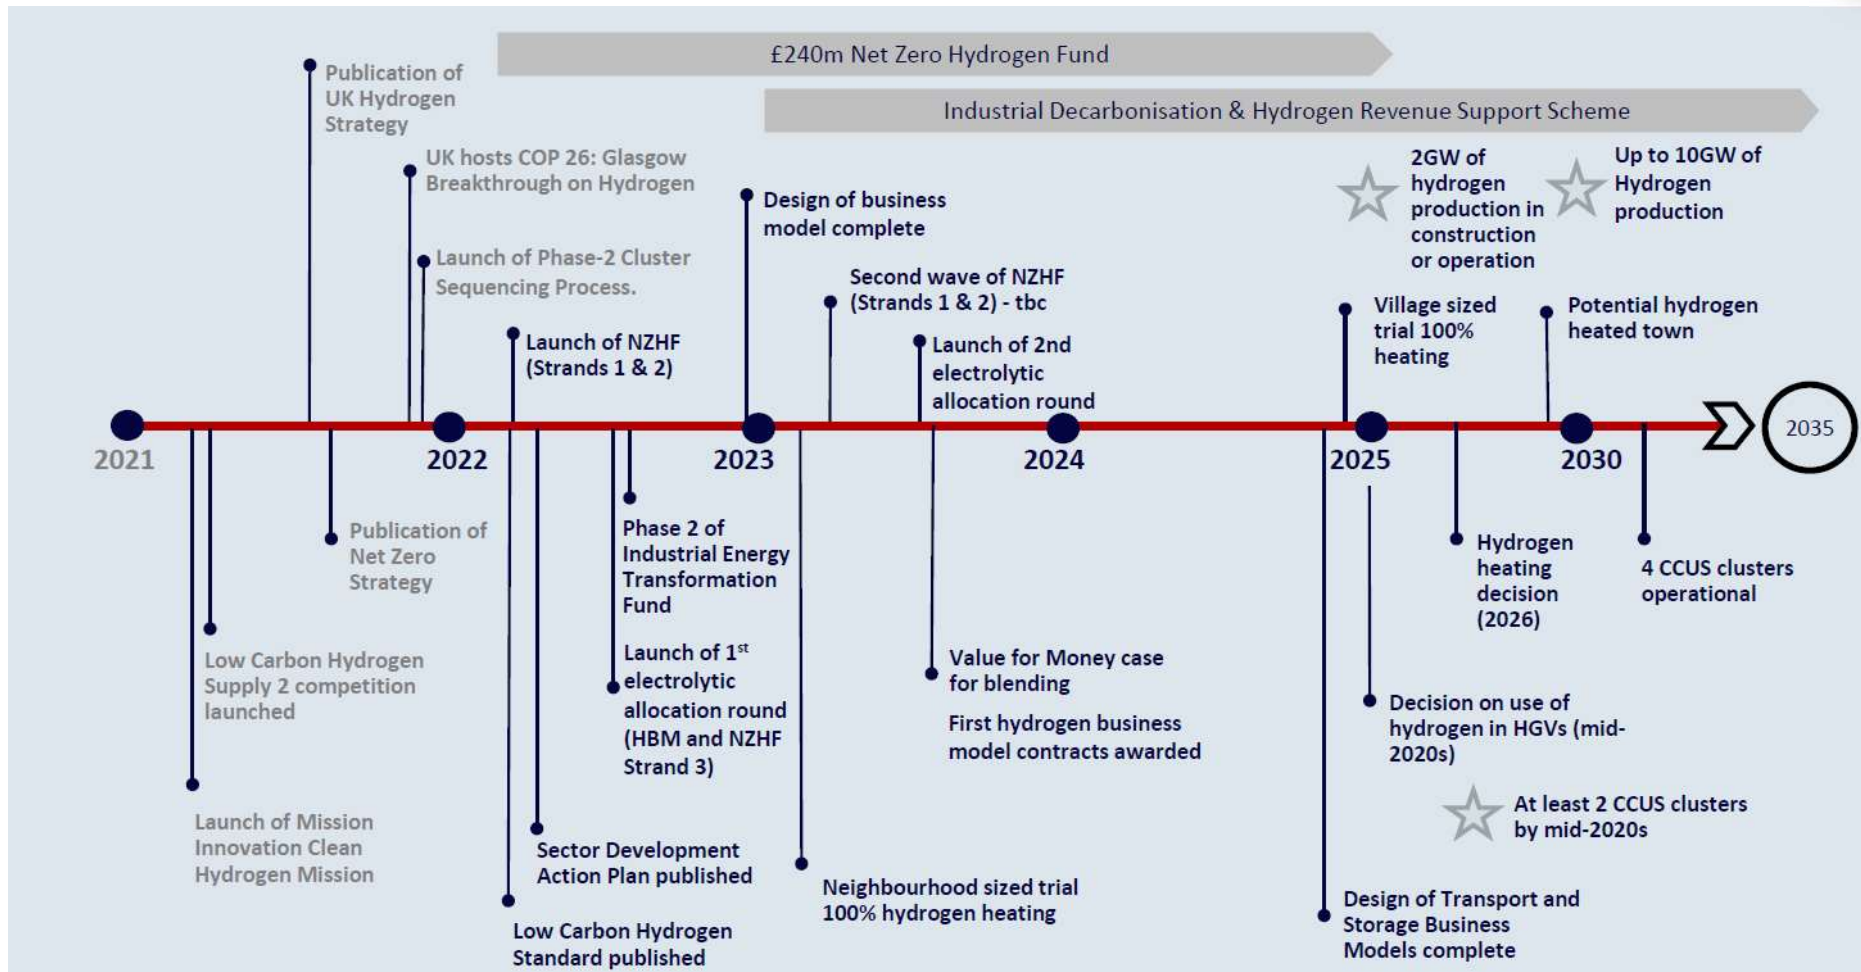 £240m Net Zero Hydrogen Fund
Industrial Decarbonisation & Hydrogen Revenue Support Scheme
Publication of
UK Hydrogen
Strategy
UK hosts COP 26: Glasgow
Breakthrough on Hydrogen
Launch of Phase-2 Cluster
Sequencing Process.
Launch of NZHF
(Strands 1 & 2)
Design of business
model complete
Second wave of NZHF
(Strands 1 & 2) - tbc
Launch of 2nd
electrolytic
allocation round
2GW of
hydrogen
production in
construction
or operation
Up to 10GW of
Hydrogen
production
Village sized
trial 100%
heating
Potential hydrogen
heated town
2021
2022
2023
2024
2025
2030
2035
Publication of
Net Zero
Strategy
Low Carbon Hydrogen
Supply 2 competition
launched
Launch of Mission
Innovation Clean
Hydrogen Mission
Phase 2 of
Industrial Energy
Transformation
Fund
Launch of 1st
electrolytic
allocation round
(HBM and NZHF
Strand 3)
Sector Development
Action Plan published
Low Carbon Hydrogen
Standard published
Value for Money case
for blending
First hydrogen business
model contracts awarded
Neighbourhood sized trial
100% hydrogen heating
Hydrogen
heating
decision
(2026)
4 CCUS clusters
operational
Decision on use of
hydrogen in HGVs (mid-
2020s)
At least 2 CCUS clusters
by mid-2020s
Design of Transport and
Storage Business
Models complete